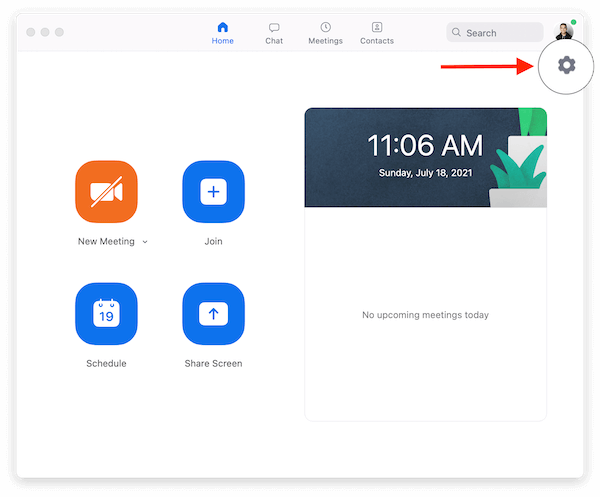 Home
Chat
Meetings
Contacts
Search
11:06 AM
Sunday, July 18, 2021
New Meeting
Join
19
Schedule
Share Screen
No upcoming meetings today